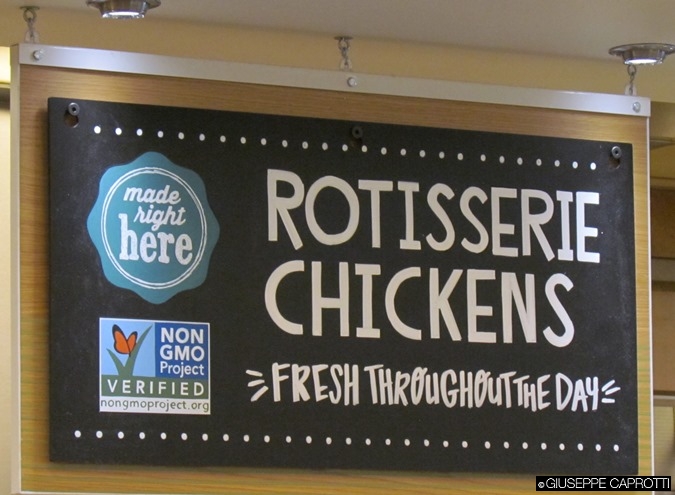 made
right
here
ROTISSERIE
CHICKENS
FRESH THROUGHOUT THE DAY
NON
GMO
Project
VERIFIED
nongmoproject.org
©GIUSEPPE CAPROTTI